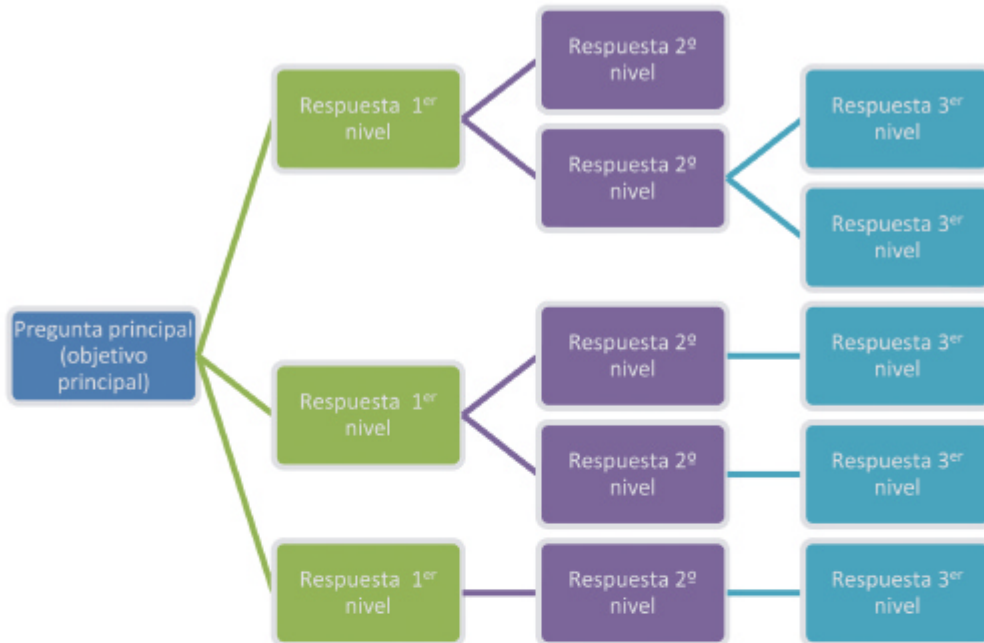 Pregunta principal
(objetivo
principal)
Respuesta 1er
nivel
Respuesta 2º
nivel
Respuesta 2º
nivel
Respuesta 3er
nivel
Respuesta 3er
nivel
Respuesta 1er
nivel
Respuesta 2º
nivel
Respuesta 3er
nivel
Respuesta 2º
nivel
Respuesta 3er
nivel
Respuesta 1er
nivel
Respuesta 2º
nivel
Respuesta 3er
nivel